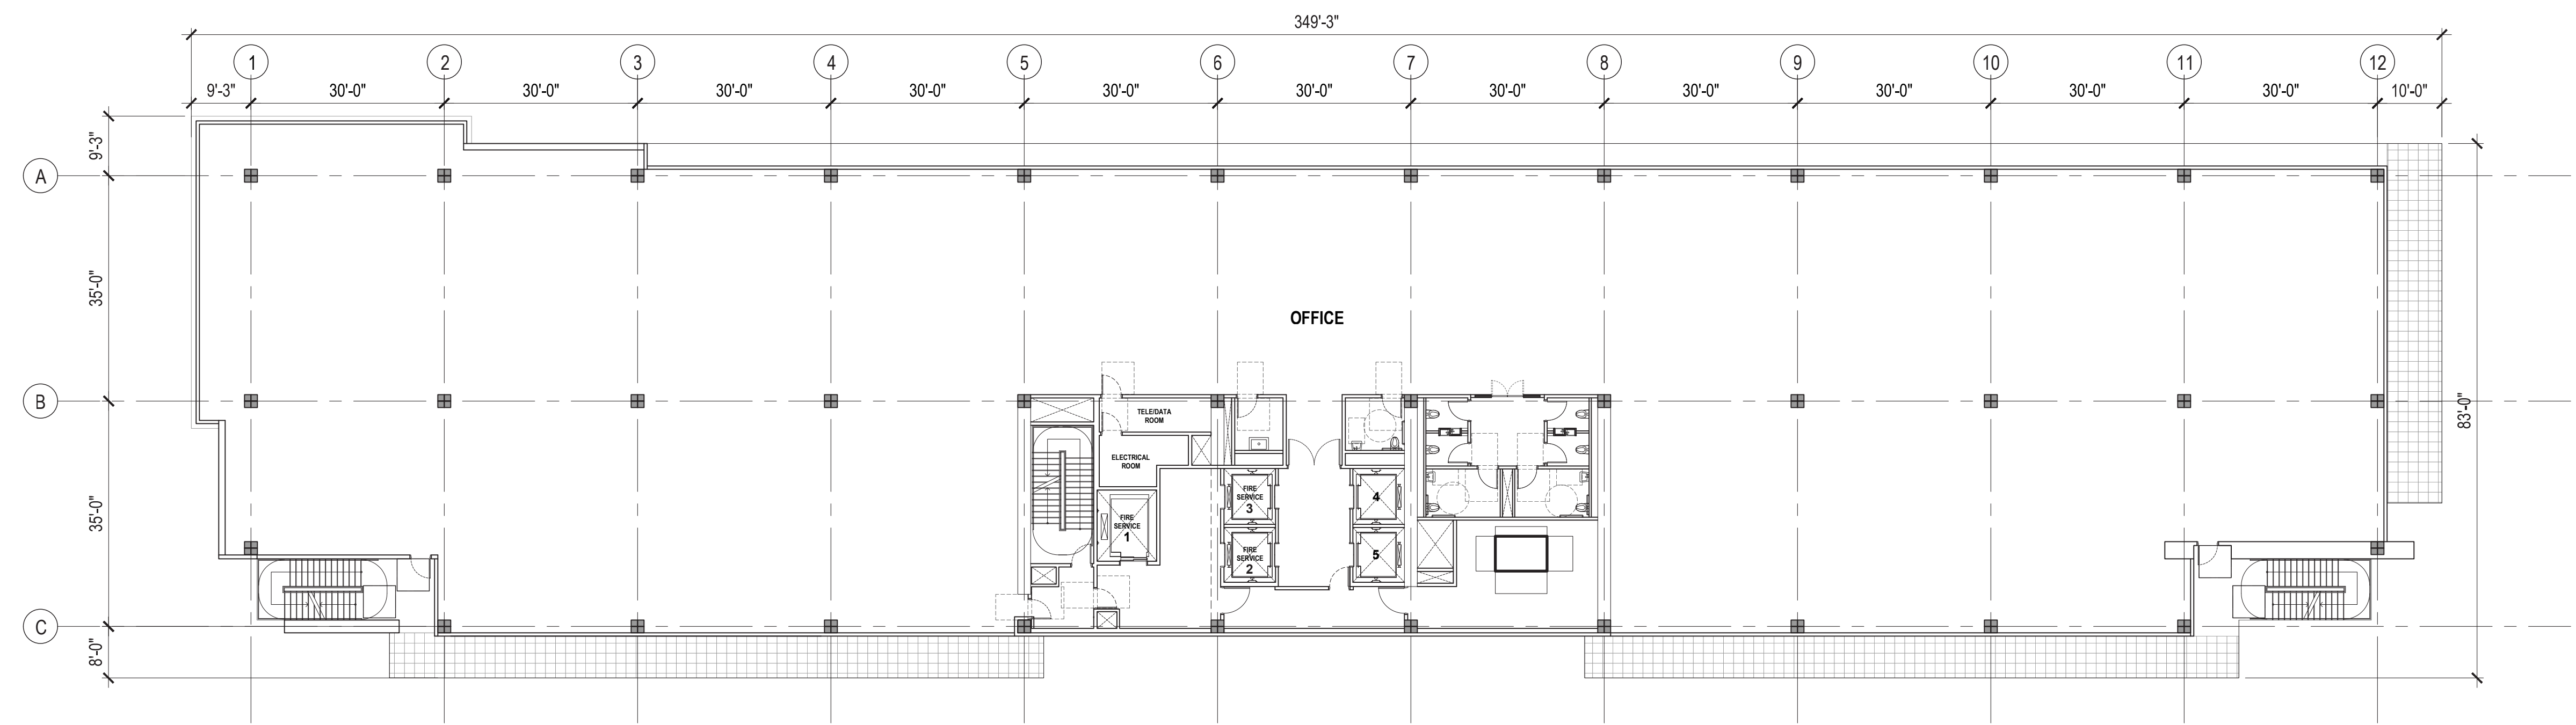 349'-3"
1 2 3 4 5 6 7 8 9 10 11 12
9'-3" 30'-0" 30'-0" 30'-0" 30'-0" 30'-0" 30'-0" 30'-0" 30'-0" 30'-0" 30'-0" 30'-0" 10'-0"
9'-3"
A
35'-0"
OFFICE
B
83'-0"
TELE/DATA
ROOM
ELECTRICAL
ROOM
35'-0"
FIRE
SERVICE
3
4
FIRE
SERVICE
1
FIRE
SERVICE
2
5
C
8'-0"